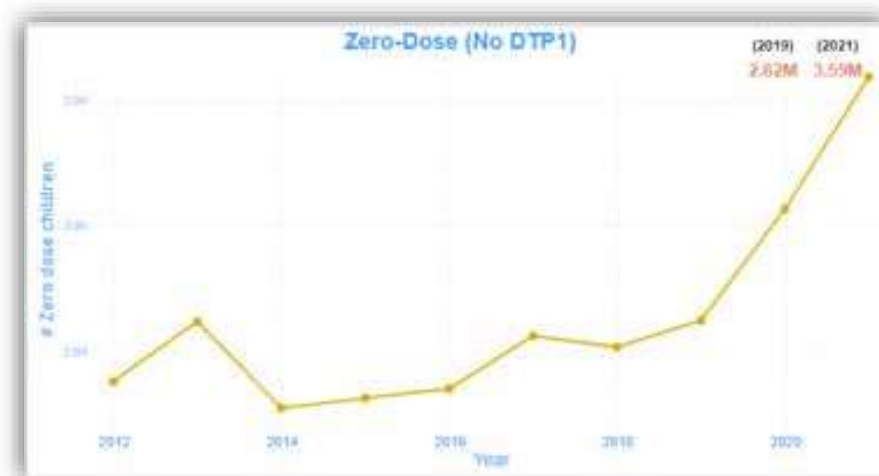 Zero-Dose (No DTP1)
(2019) (2021)
2.62M 3.59M
# Zero dose children
2012 2014 2016 2018 2020
Year